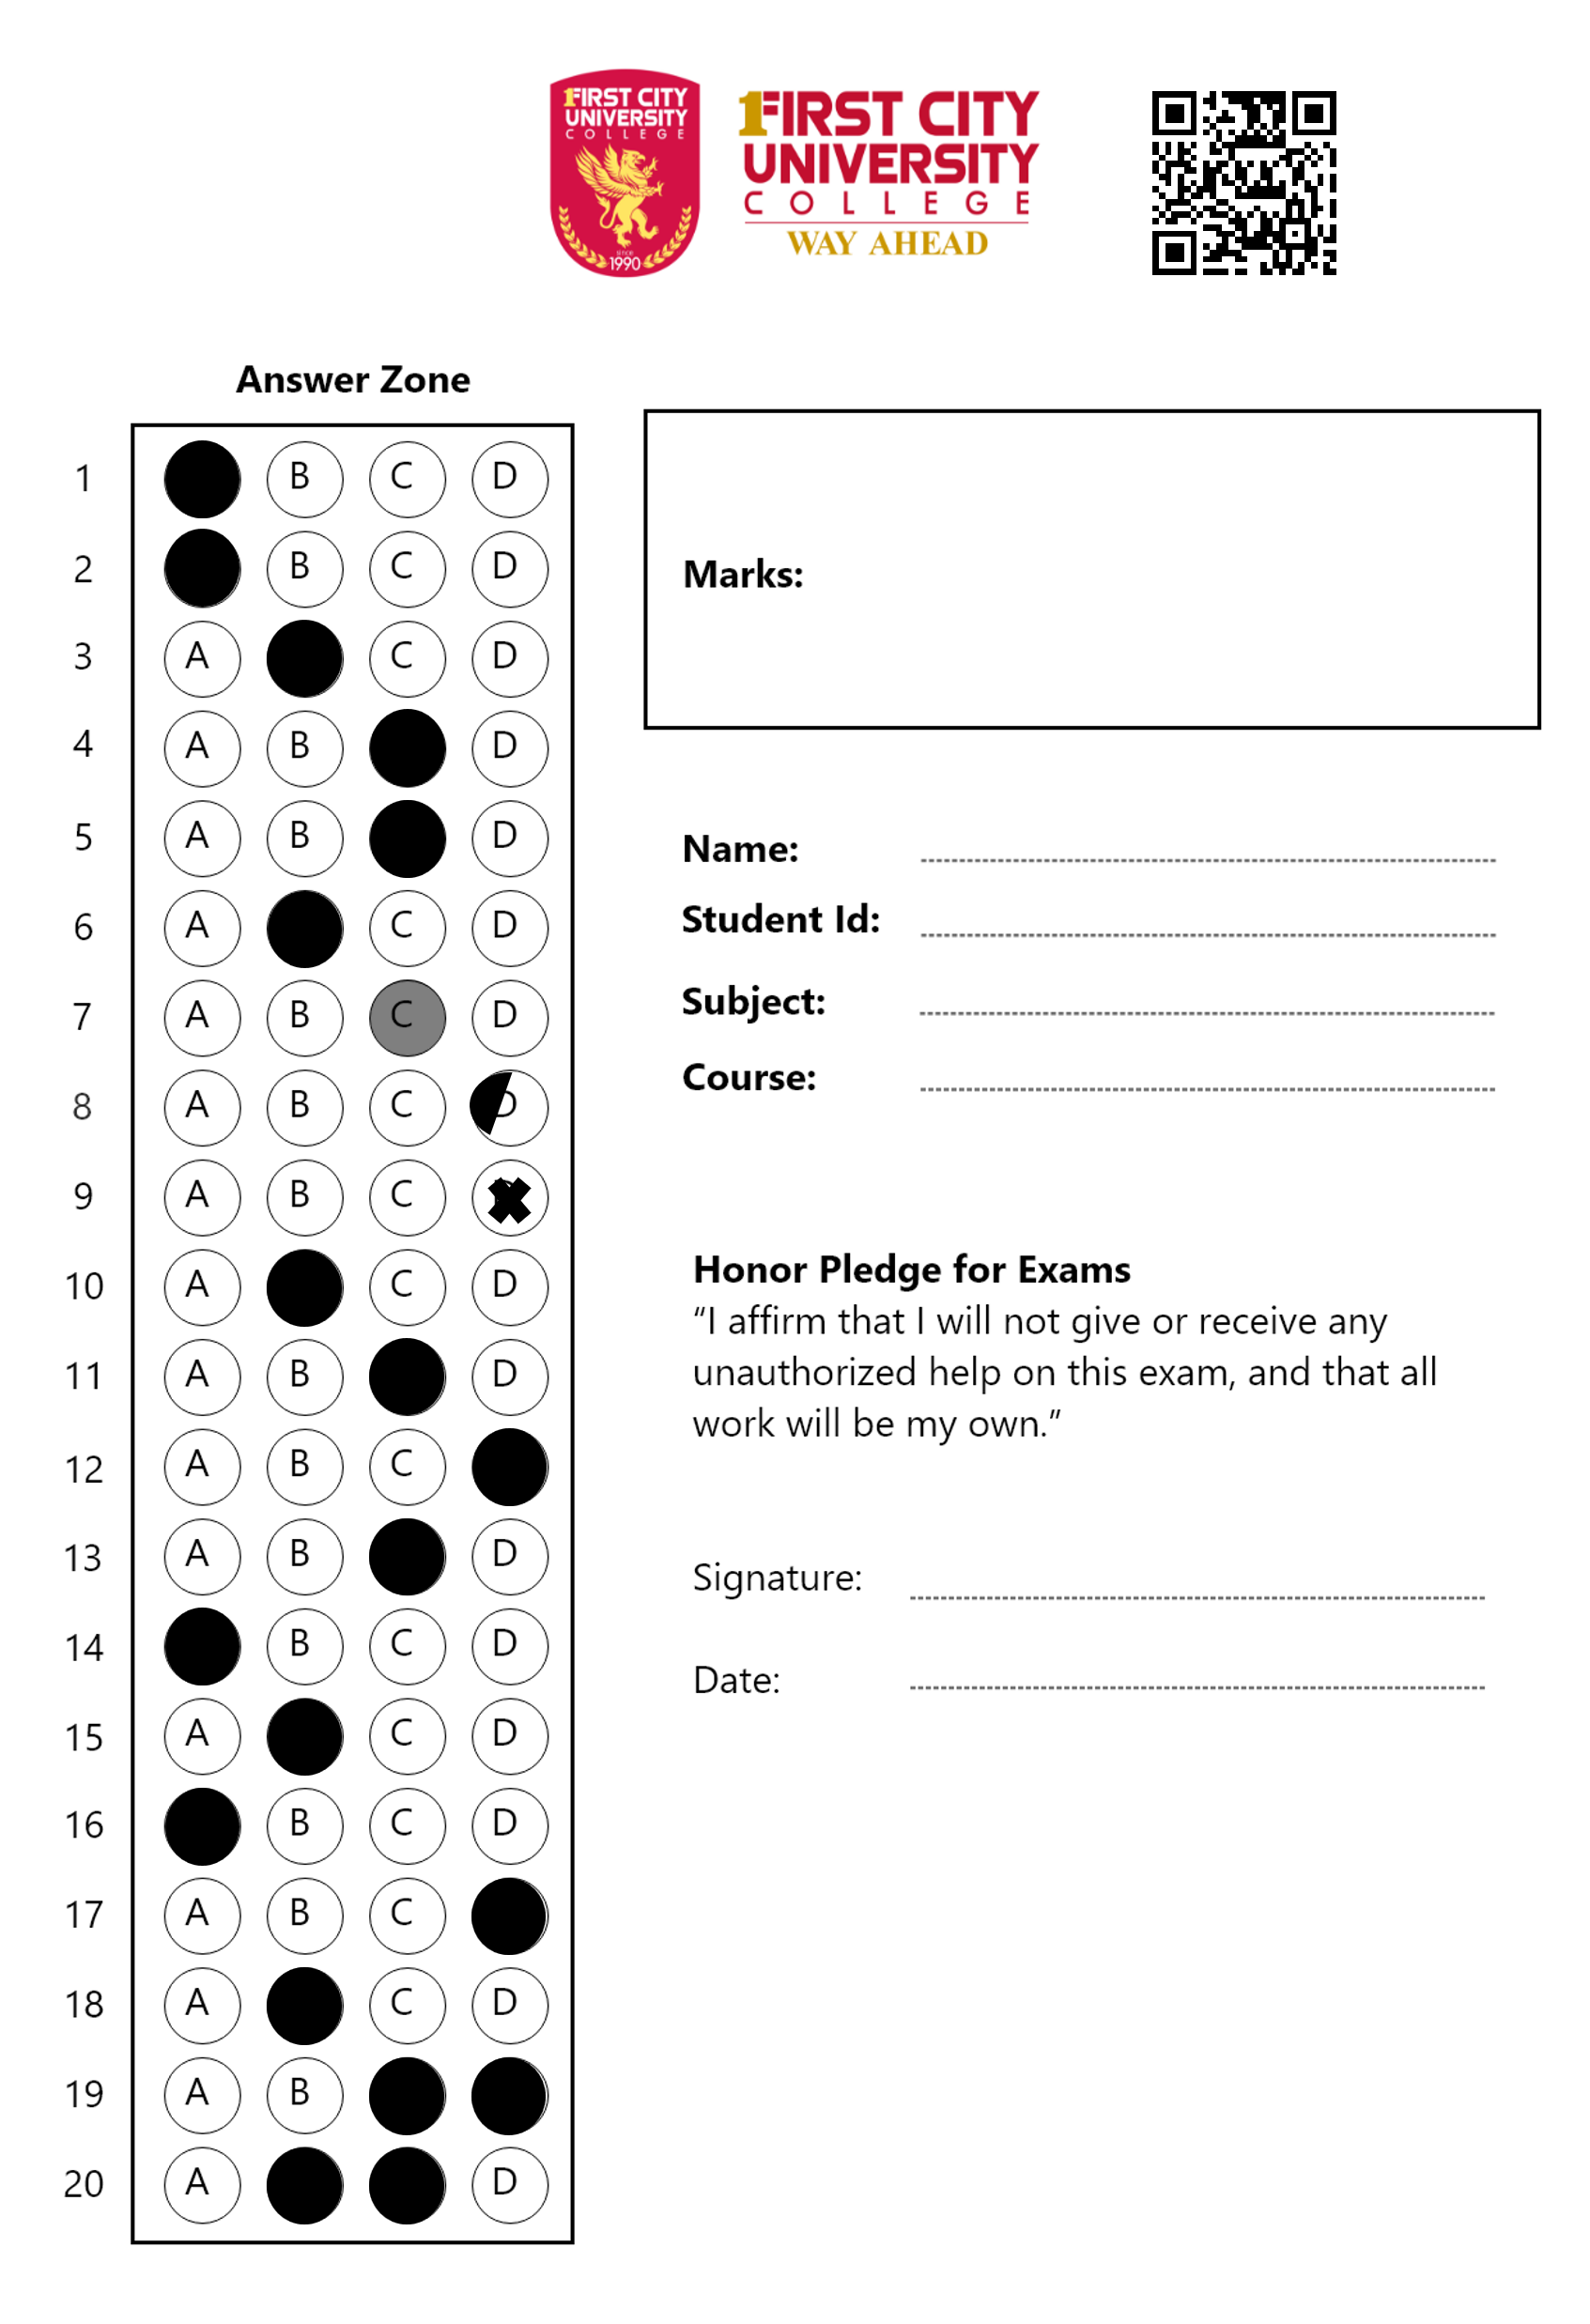 1FIRST CITY
UNIVERSITY
COLLEGE
SINCE
1990
1FIRST CITY
UNIVERSITY
COLLEGE
WAY AHEAD
Answer Zone
1 B C D
2 B C D
3 A C D
4 A B D
5 A B D
6 A C D
7 A B C D
8 A B C D
9 A B C
10 A C D
11 A B D
12 A B C
13 A B D
14 B C D
15 A C D
16 B C D
17 A B C
18 A C D
19 A B
20 A D
Marks:
Name:
Student Id:
Subject:
Course:
Honor Pledge for Exams
“I affirm that I will not give or receive any
unauthorized help on this exam, and that all
work will be my own.”
Signature:
Date: